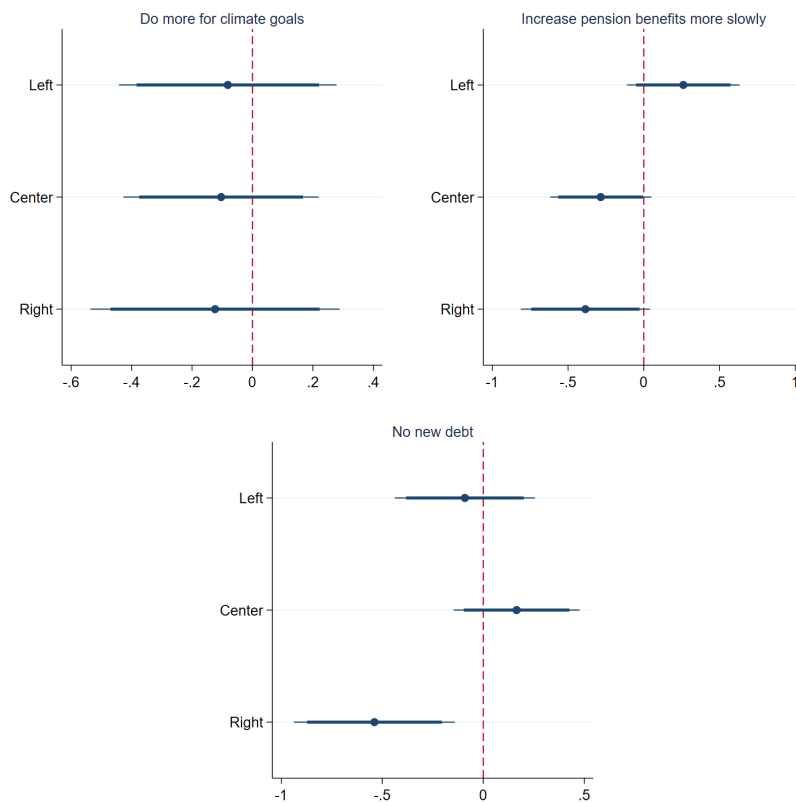 Do more for climate goals
Left
Center
Right
-.6 -.4 -.2 0 .2 .4
Increase pension benefits more slowly
Left
Center
Right
-1 -.5 0 .5 1
No new debt
Left
Center
Right
-1 -.5 0 .5